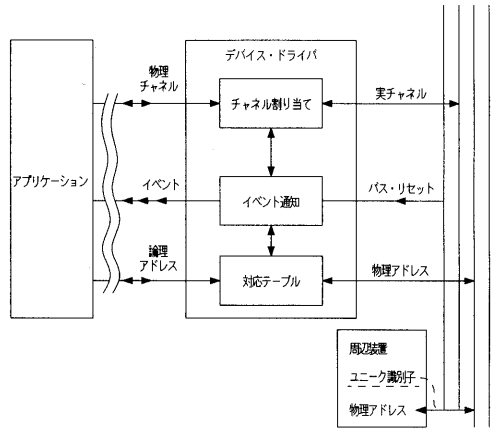 デバイス・ドライバ
物理
チャネル
チャネル割り当て
実チャネル
アプリケーション
イベント
イベント通知
バス・リセット
論理
アドレス
対応テーブル
物理アドレス
周辺装置
ユニーク識別子
物理アドレス